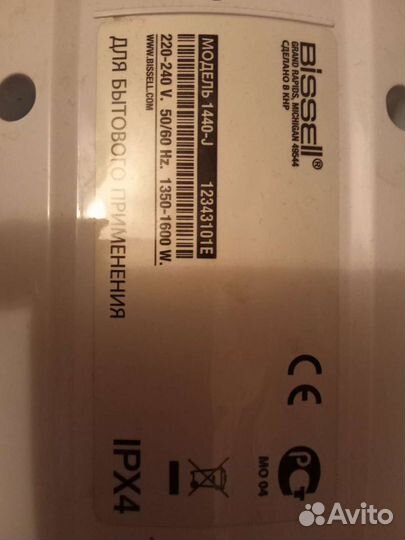 BISSELL®
GRAND RAPIDS, MICHIGAN 49544
СДЕЛАНО В КНР
МОДЕЛЬ 1440-J 12343101E
220-240 V. 50/60 Hz. 1350-1600 W.
WWW.BISSELL.COM
ДЛЯ БЫТОВОГО ПРИМЕНЕНИЯ
IPX4
CE
РСТ
МО 04
Avito